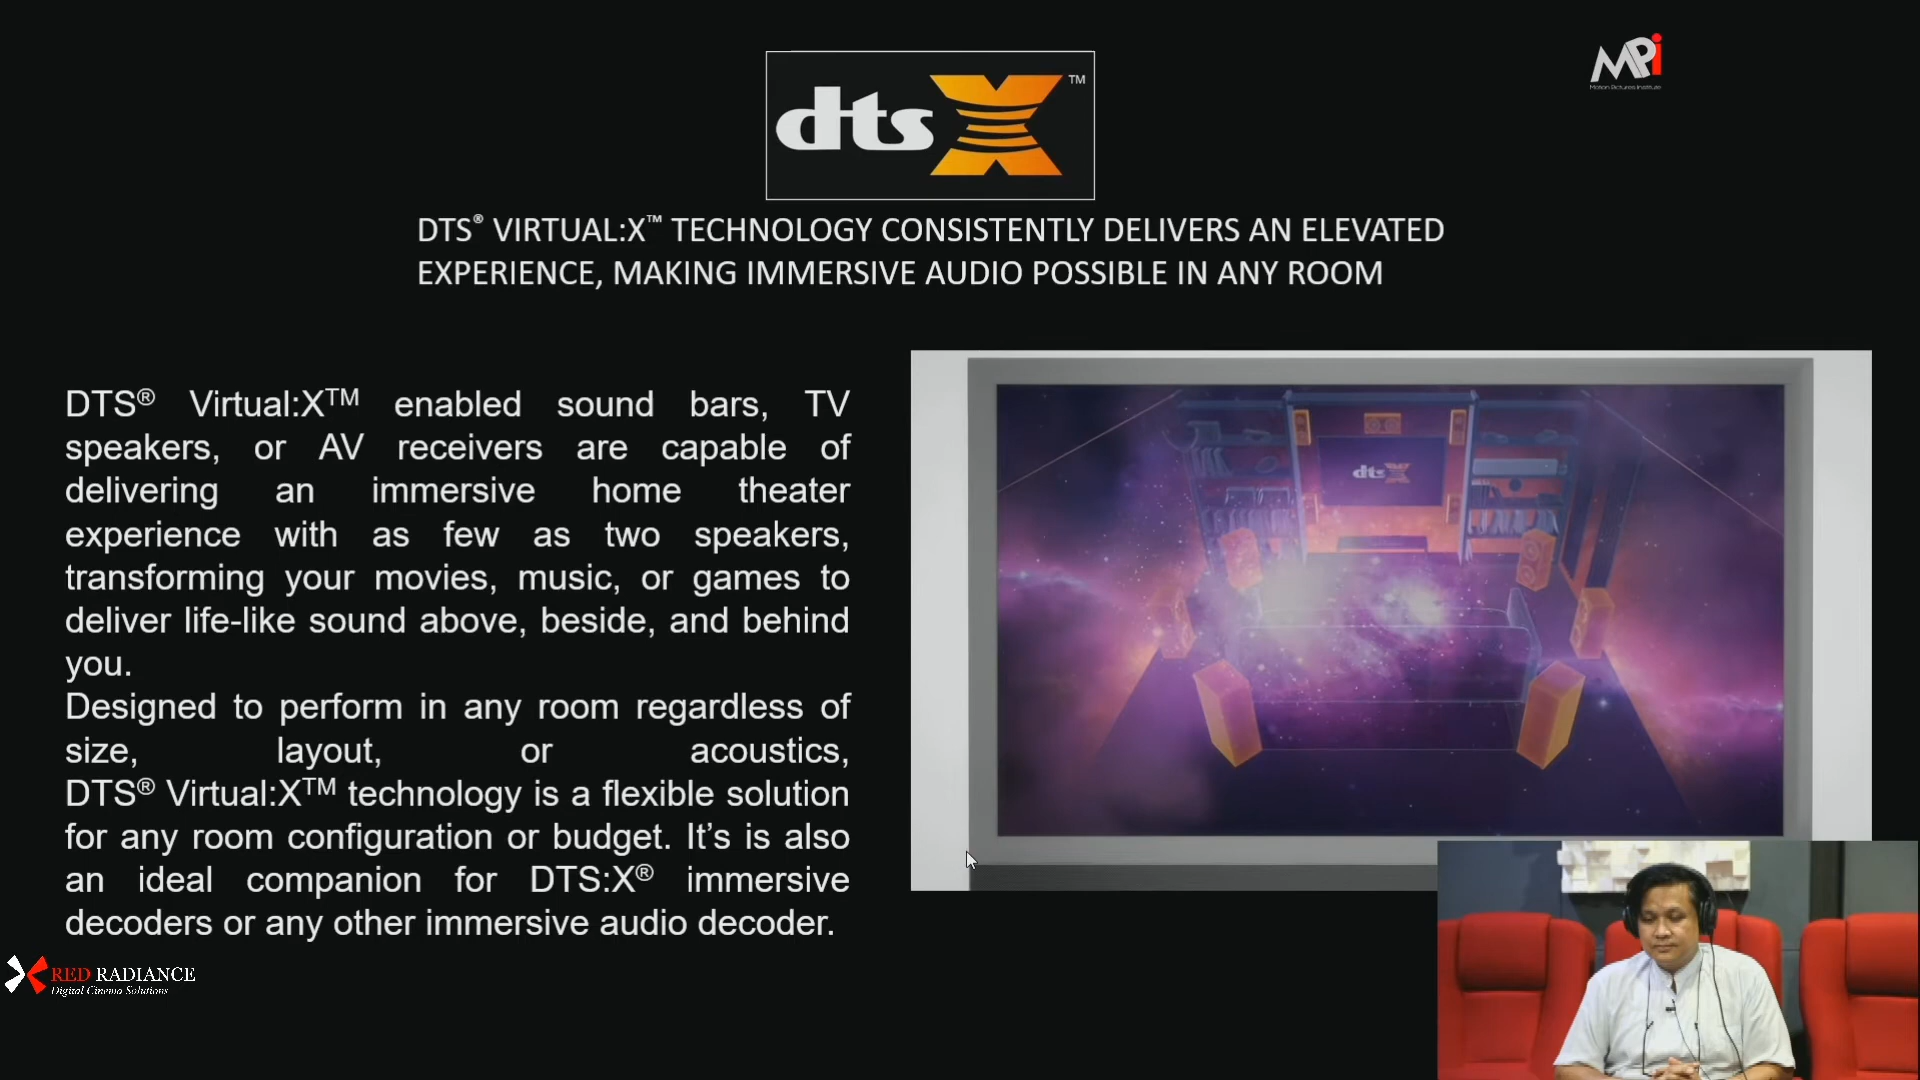 dts X ™
MPi
Motion Pictures Institute
DTS® VIRTUAL:X™ TECHNOLOGY CONSISTENTLY DELIVERS AN ELEVATED
EXPERIENCE, MAKING IMMERSIVE AUDIO POSSIBLE IN ANY ROOM
DTS® Virtual:X™ enabled sound bars, TV
speakers, or AV receivers are capable of
delivering an immersive home theater
experience with as few as two speakers,
transforming your movies, music, or games to
deliver life-like sound above, beside, and behind
you.
Designed to perform in any room regardless of
size, layout, or acoustics,
DTS® Virtual:X™ technology is a flexible solution
for any room configuration or budget. It’s is also
an ideal companion for DTS:X® immersive
decoders or any other immersive audio decoder.
dts X
RED RADIANCE
Digital Cinema Solutions